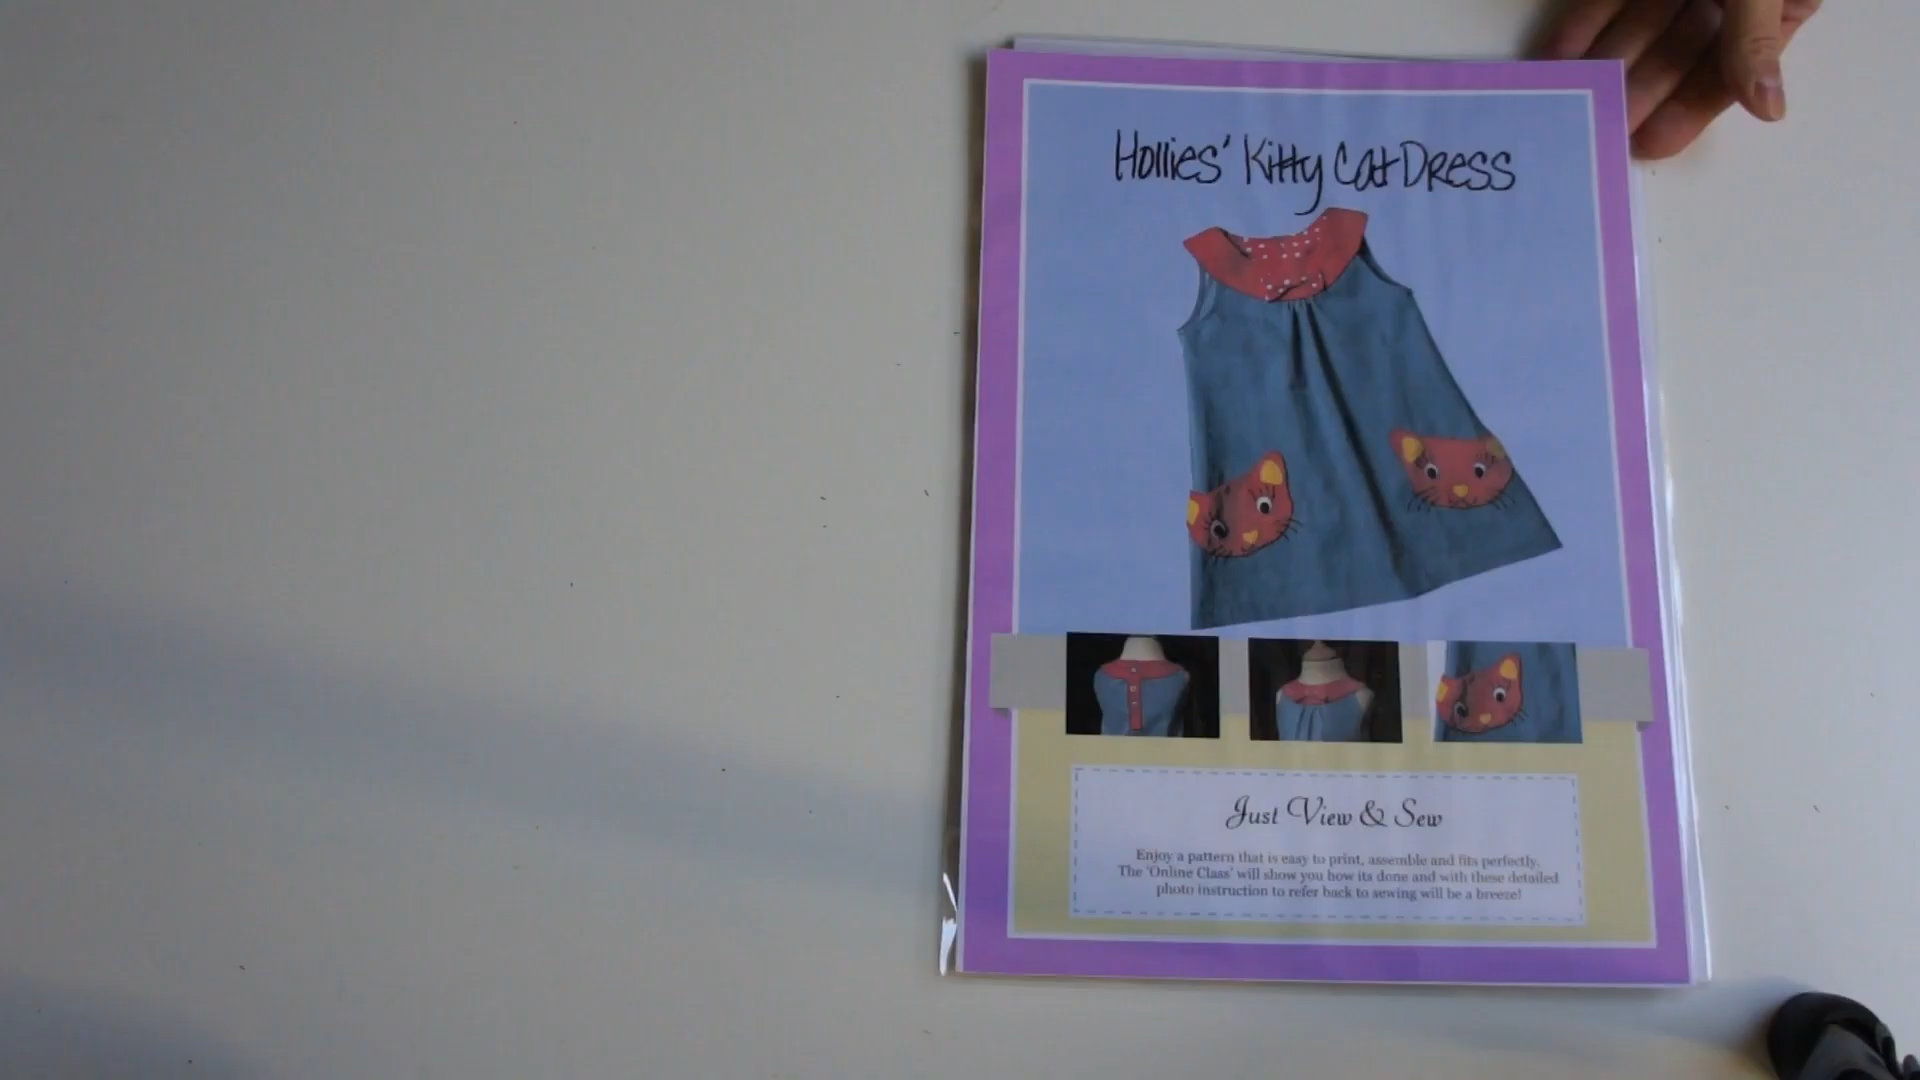 Hollies' Kitty Cat Dress
Just View & Sew
Enjoy a pattern that is easy to print, assemble and fits perfectly.
The 'Online Class' will show you how its done and with these detailed
photo instruction to refer back to sewing will be a breeze!